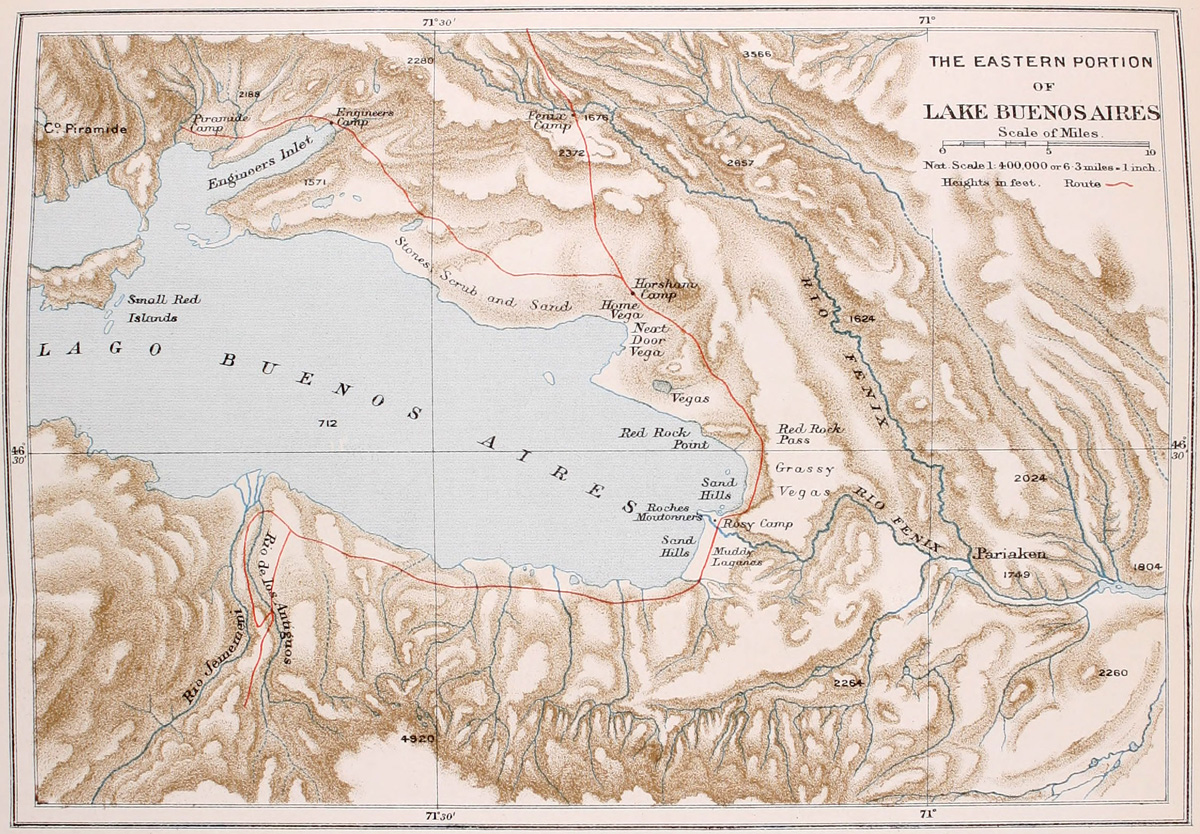 71°30'
71°
THE EASTERN PORTION
OF
LAKE BUENOS AIRES
Scale of Miles.
0 5 10
Nat. Scale 1:400,000 or 6·3 miles = 1 inch.
Heights in feet. Route
2280
3566
2188
Co. Piramide
Piramide
Camp
Engineers
Camp
Engineers Inlet
1571
Fenix
Camp
1676
2372
2657
Stones, Scrub and Sand
Horsham
Camp
Home
Vega
Next
Door
Vega
Vegas
Small Red
Islands
LAGO BUENOS AIRES
712
RIO FENIX
1624
Red Rock
Point
Red Rock
Pass
Grassy
Vegas
46°
30'
46°
30'
Sand
Hills
Roches
Moutonnees
Rosy Camp
Sand
Hills
Muddy
Lagunas
RIO FENIX
2024
Pariaken
1749
1804
Rio de los Antiguos
Rio Jeinemeni
2264
2260
4920
71°30'
71°